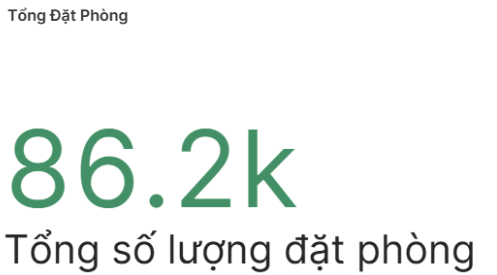 Tổng Đặt Phòng
86.2k
Tổng số lượng đặt phòng